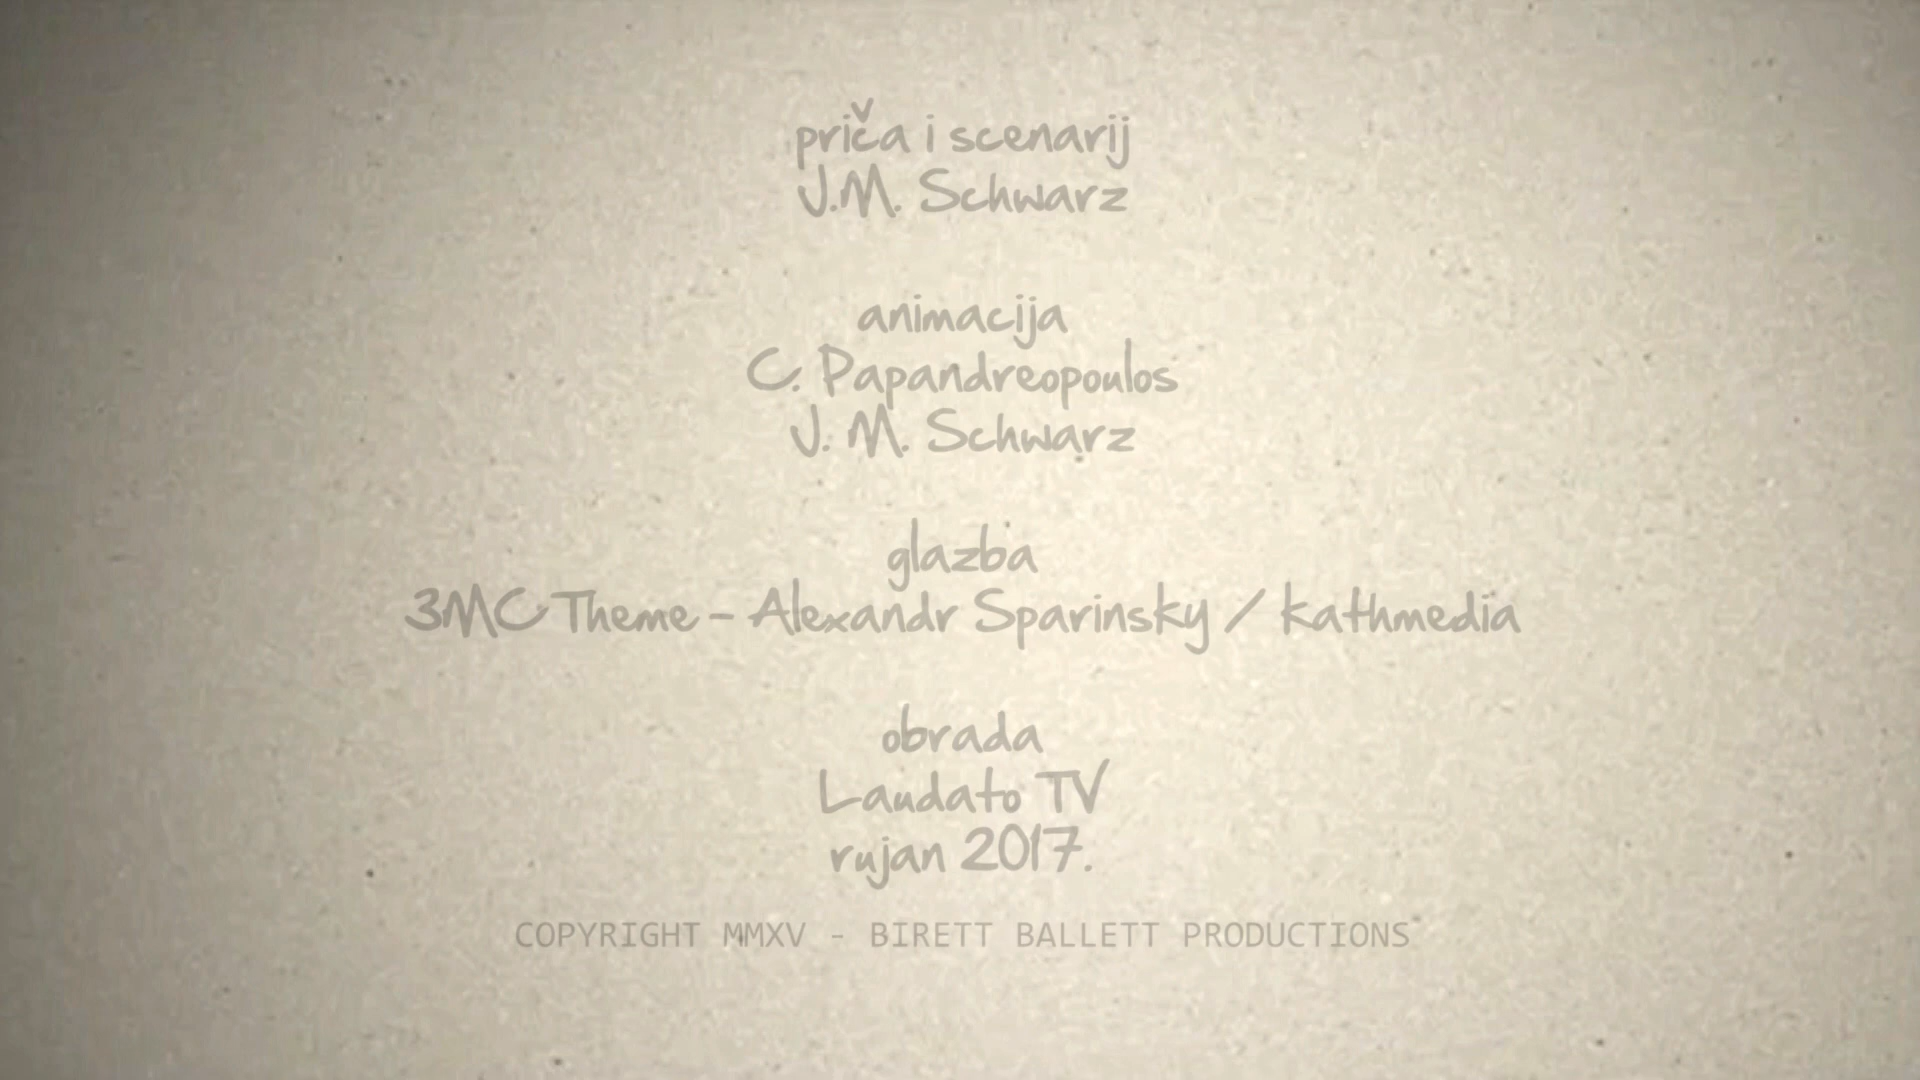 priča i scenarij
J.M. Schwarz
animacija
C. Papandreopoulos
J. M. Schwarz
glazba
3MC Theme - Alexandr Sparinsky / kathmedia
obrada
Laudato TV
rujan 2017.
COPYRIGHT MMXV - BIRETT BALLETT PRODUCTIONS